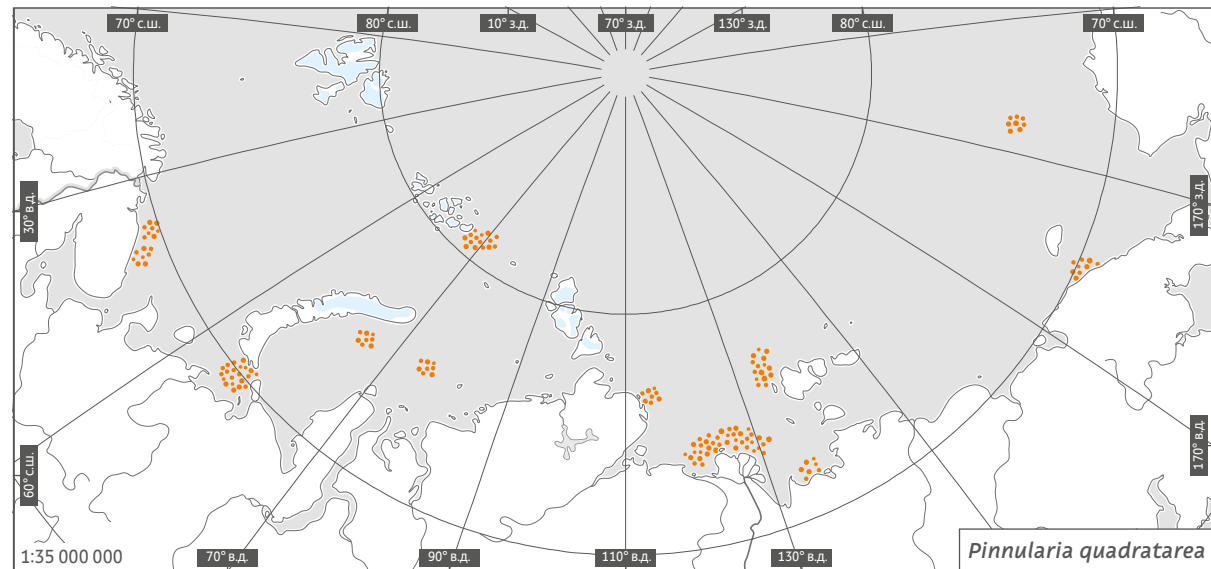 70° с.ш.
80° с.ш.
10° з.д.
70° з.д.
130° з.д.
80° с.ш.
70° с.ш.
30° в.д.
170° з.д.
60° с.ш.
170° в.д.
1:35 000 000
70° в.д.
90° в.д.
110° в.д.
130° в.д.
Pinnularia quadratarea